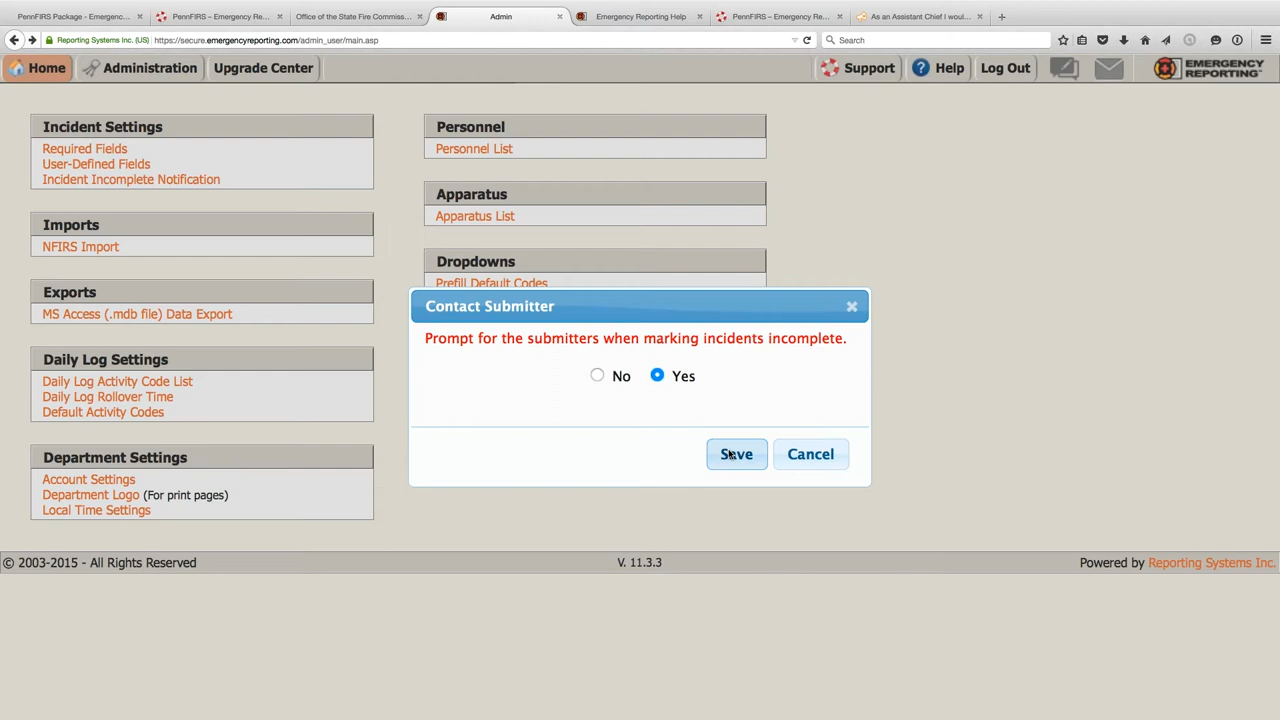 PennFIRS Package - Emergenc...
PennFIRS – Emergency Re...
Office of the State Fire Commiss...
Admin
Emergency Reporting Help
PennFIRS – Emergency Re...
As an Assistant Chief I woul...
Reporting Systems Inc. (US)
https://secure.emergencyreporting.com/admin_user/main.asp
Search
Home
Administration
Upgrade Center
Support
Help
Log Out
EMERGENCY
REPORTING
Incident Settings
Required Fields
User-Defined Fields
Incident Incomplete Notification
Imports
NFIRS Import
Exports
MS Access (.mdb file) Data Export
Daily Log Settings
Daily Log Activity Code List
Daily Log Rollover Time
Default Activity Codes
Department Settings
Account Settings
Department Logo (For print pages)
Local Time Settings
Personnel
Personnel List
Apparatus
Apparatus List
Dropdowns
Prefill Default Codes
Contact Submitter
Prompt for the submitters when marking incidents incomplete.
No
Yes
Save
Cancel
© 2003-2015 - All Rights Reserved
V. 11.3.3
Powered by Reporting Systems Inc.